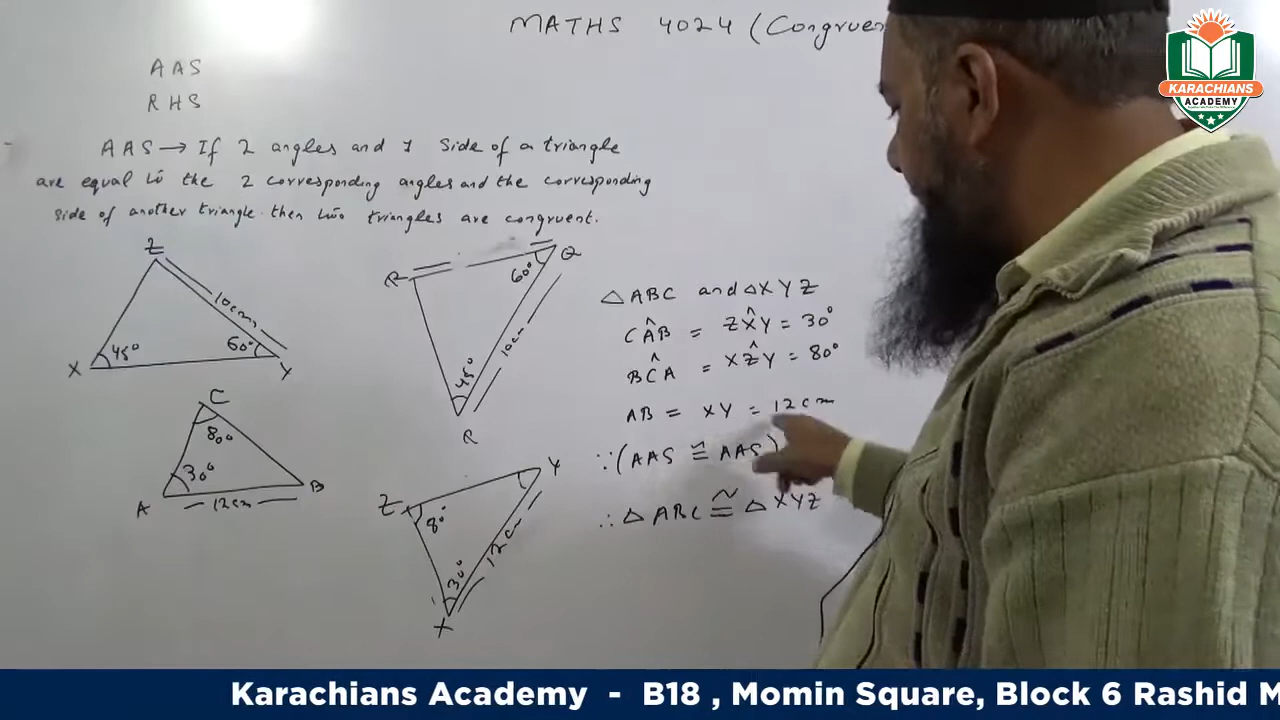 MATHS 4024 (Congruen
KARACHIANS
ACADEMY
AAS
RHS
AAS → If 2 angles and 1 side of a triangle
are equal to the 2 corresponding angles and the corresponding
side of another triangle then two triangles are congruent.
Z
10cm
X 45° 60° Y
Q
60°
10cm
45°
R
C
80°
30°
A 12cm B
Y
Z
80°
12cm
30°
X
△ABC and △XYZ
CÂB = ZX̂Y = 30°
BĈA = XẐY = 80°
AB = XY = 12cm
∵ (AAS ≅ AAS)
∴ △ABC ≅ △XYZ
Karachians Academy - B18 , Momin Square, Block 6 Rashid M